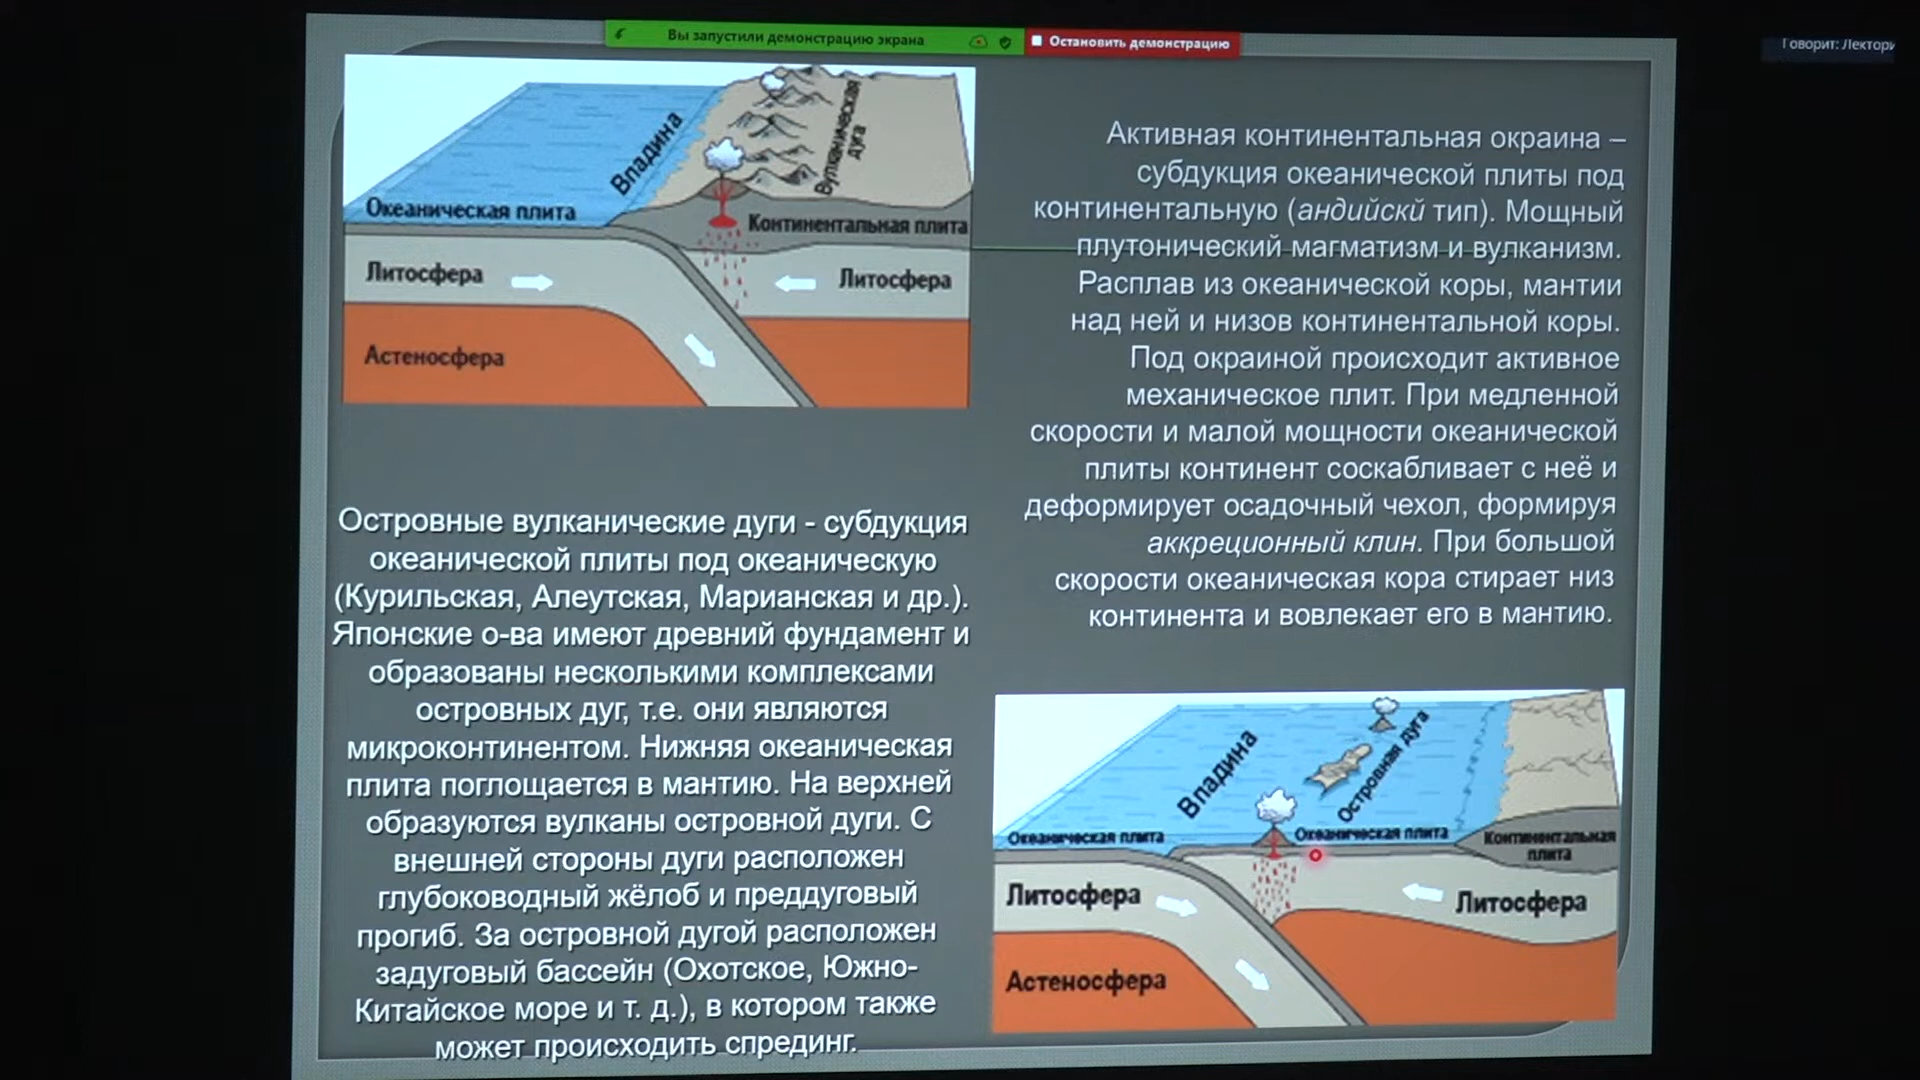 Вы запустили демонстрацию экрана
Остановить демонстрацию
Говорит: Лектори
Впадина
Вулканическая
дуга
Океаническая плита
Континентальная плита
Литосфера
Литосфера
Астеносфера
Активная континентальная окраина –
субдукция океанической плиты под
континентальную (андийскй тип). Мощный
плутонический магматизм и вулканизм.
Расплав из океанической коры, мантии
над ней и низов континентальной коры.
Под окраиной происходит активное
механическое плит. При медленной
скорости и малой мощности океанической
плиты континент соскабливает с неё и
деформирует осадочный чехол, формируя
аккреционный клин. При большой
скорости океаническая кора стирает низ
континента и вовлекает его в мантию.
Островные вулканические дуги - субдукция
океанической плиты под океаническую
(Курильская, Алеутская, Марианская и др.).
Японские о-ва имеют древний фундамент и
образованы несколькими комплексами
островных дуг, т.е. они являются
микроконтинентом. Нижняя океаническая
плита поглощается в мантию. На верхней
образуются вулканы островной дуги. С
внешней стороны дуги расположен
глубоководный жёлоб и преддуговый
прогиб. За островной дугой расположен
задуговый бассейн (Охотское, Южно-
Китайское море и т. д.), в котором также
может происходить спрединг.
Впадина
Островная дуга
Океаническая плита
Океаническая плита
Континентальная
плита
Литосфера
Литосфера
Астеносфера